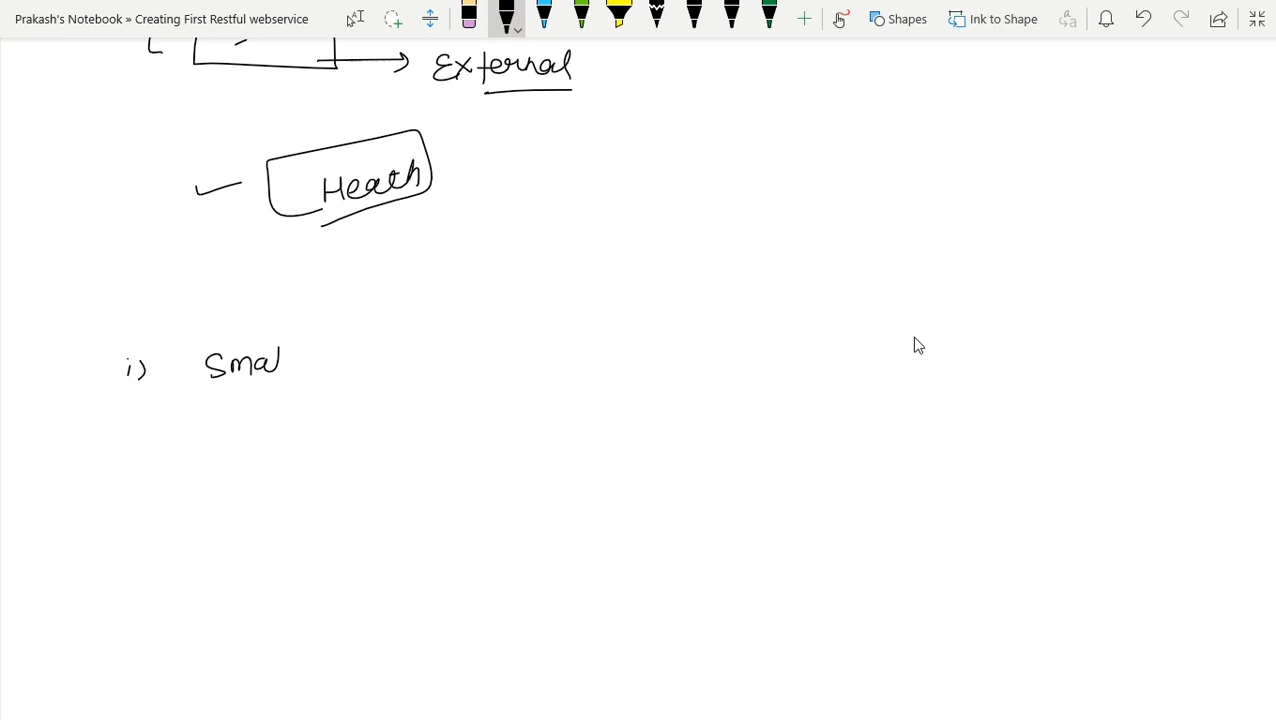 Prakash's Notebook » Creating First Restful webservice
Shapes
Ink to Shape
External
Heath
i) Smal